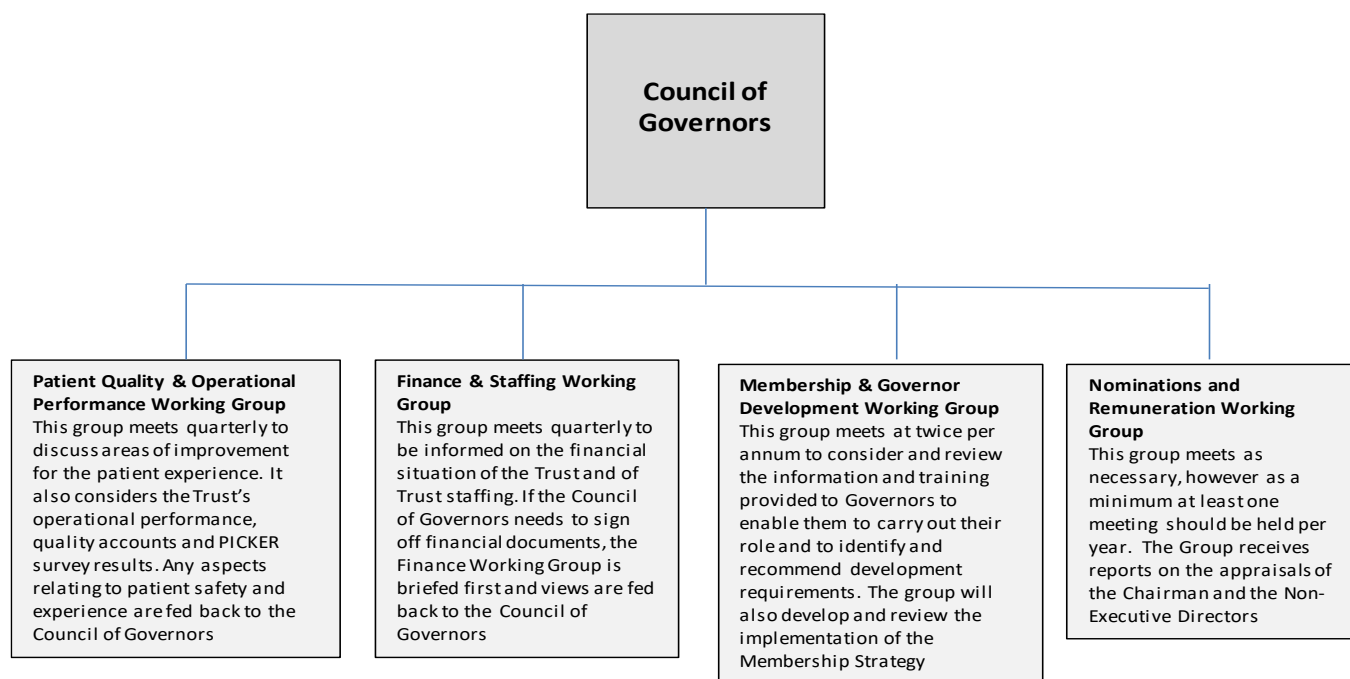 Council of
Governors
Patient Quality & Operational
Performance Working Group
This group meets quarterly to
discuss areas of improvement
for the patient experience. It
also considers the Trust's
operational performance,
quality accounts and PICKER
survey results. Any aspects
relating to patient safety and
experience are fed back to the
Council of Governors
Finance & Staffing Working
Group
This group meets quarterly to
be informed on the financial
situation of the Trust and of
Trust staffing. If the Council
of Governors needs to sign
off financial documents, the
Finance Working Group is
briefed first and views are fed
back to the Council of
Governors
Membership & Governor
Development Working Group
This group meets at twice per
annum to consider and review
the information and training
provided to Governors to
enable them to carry out their
role and to identify and
recommend development
requirements. The group will
also develop and review the
implementation of the
Membership Strategy
Nominations and
Remuneration Working
Group
This group meets as
necessary, however as a
minimum at least one
meeting should be held per
year. The Group receives
reports on the appraisals of
the Chairman and the Non-
Executive Directors